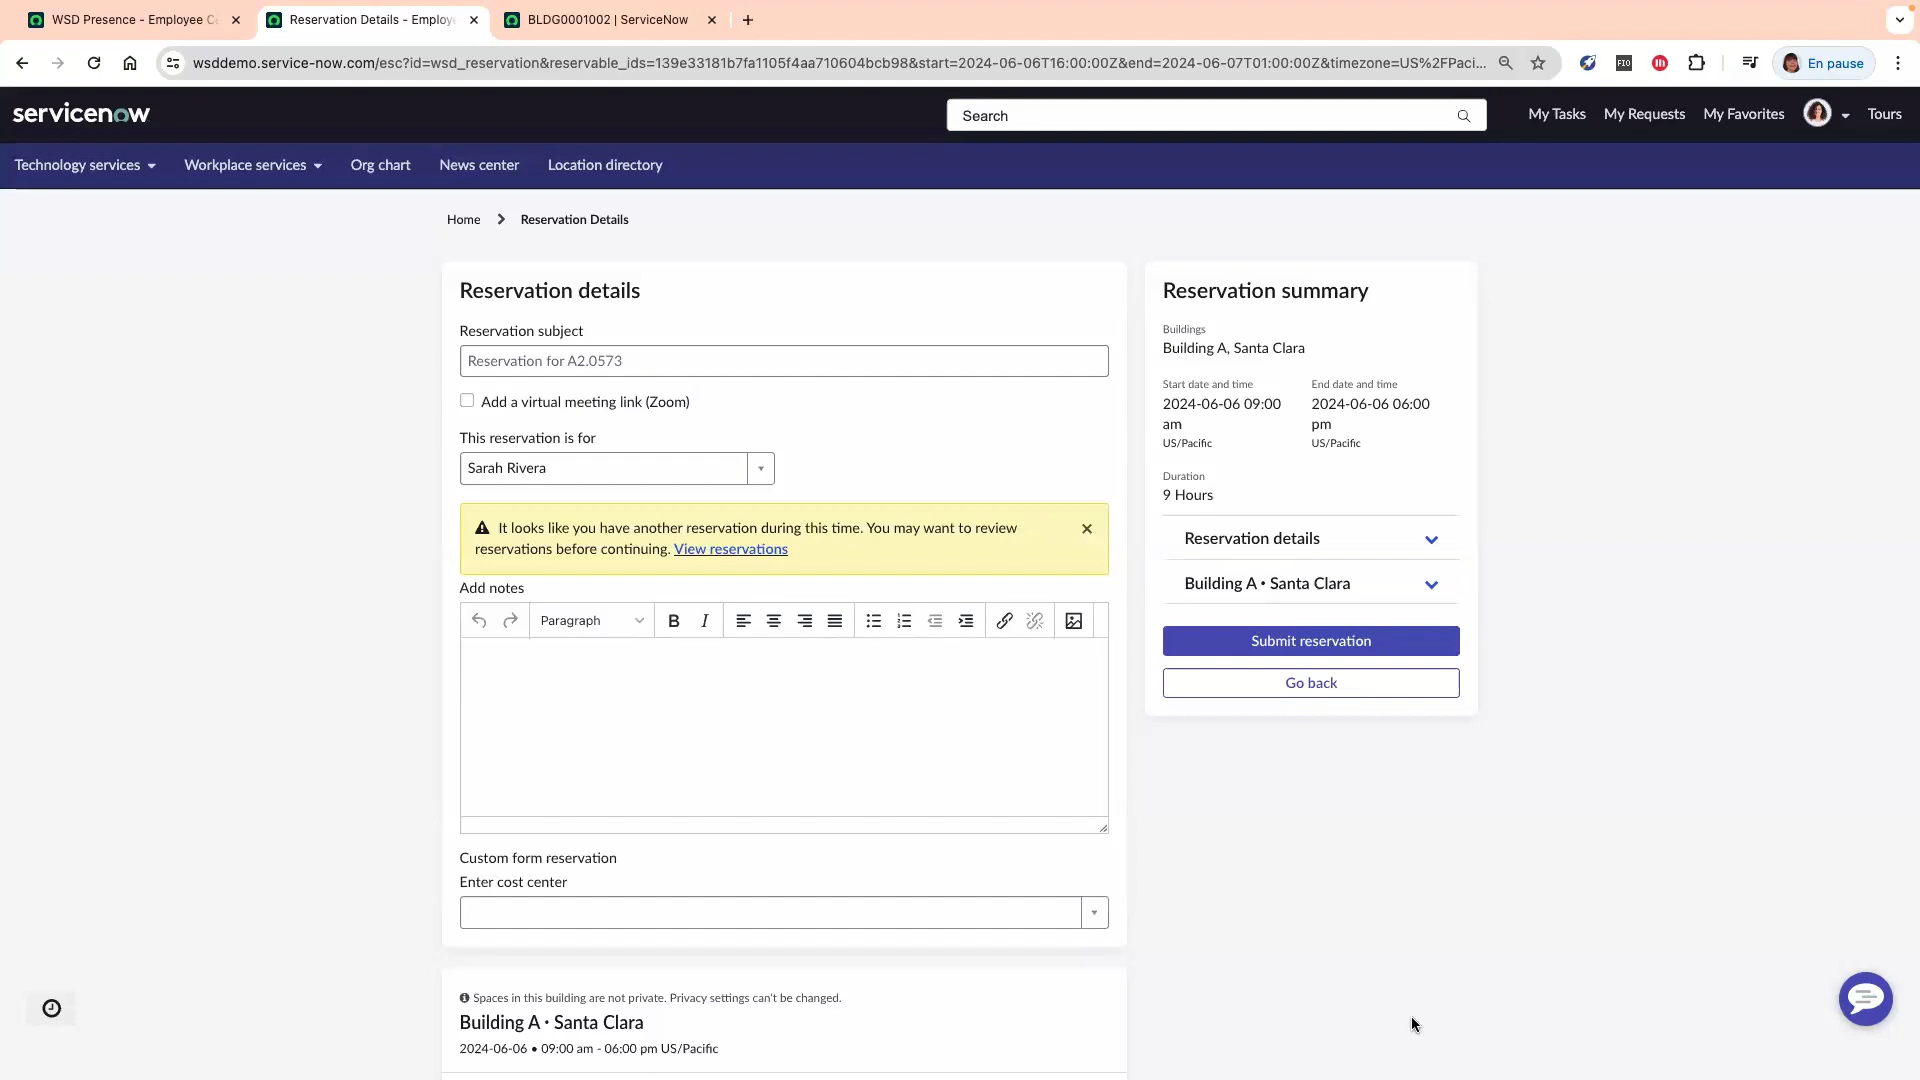 WSD Presence - Employee C
Reservation Details - Employe
BLDG0001002 | ServiceNow
wsddemo.service-now.com/esc?id=wsd_reservation&reservable_ids=139e33181b7fa1105f4aa710604bcb98&start=2024-06-06T16:00:00Z&end=2024-06-07T01:00:00Z&timezone=US%2FPaci...
FIO
En pause
servicenow
Search
My Tasks
My Requests
My Favorites
Tours
Technology services
Workplace services
Org chart
News center
Location directory
Home
Reservation Details
Reservation details
Reservation subject
Reservation for A2.0573
Add a virtual meeting link (Zoom)
This reservation is for
Sarah Rivera
It looks like you have another reservation during this time. You may want to review
reservations before continuing. View reservations
Add notes
Paragraph
B
I
Custom form reservation
Enter cost center
Spaces in this building are not private. Privacy settings can't be changed.
Building A • Santa Clara
2024-06-06 • 09:00 am - 06:00 pm US/Pacific
Reservation summary
Buildings
Building A, Santa Clara
Start date and time
2024-06-06 09:00
am
US/Pacific
End date and time
2024-06-06 06:00
pm
US/Pacific
Duration
9 Hours
Reservation details
Building A • Santa Clara
Submit reservation
Go back